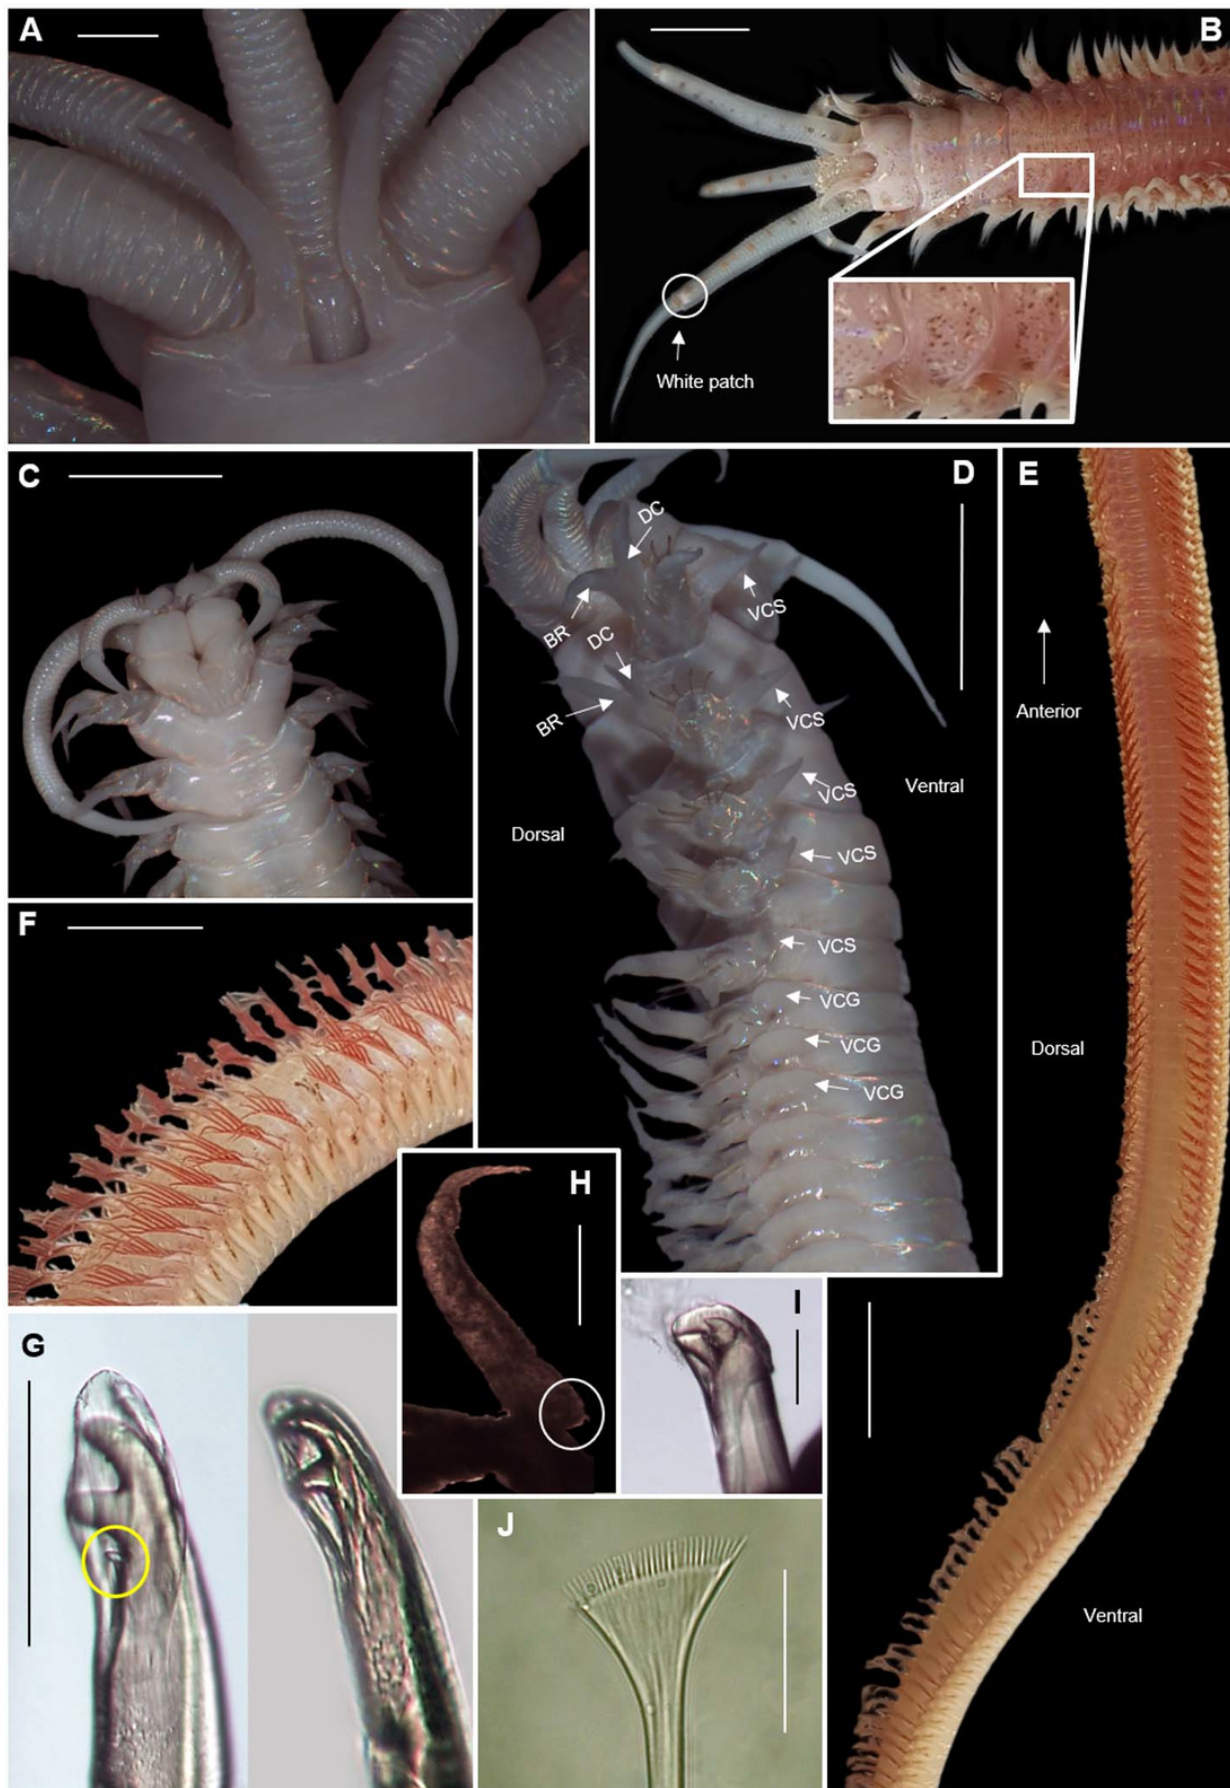 A
B
White patch
C
D
DC
BR
DC
VCS
BR
VCS
VCS
Ventral
Dorsal
VCS
VCS
VCG
VCG
VCG
E
Anterior
Dorsal
Ventral
F
H
I
G
J